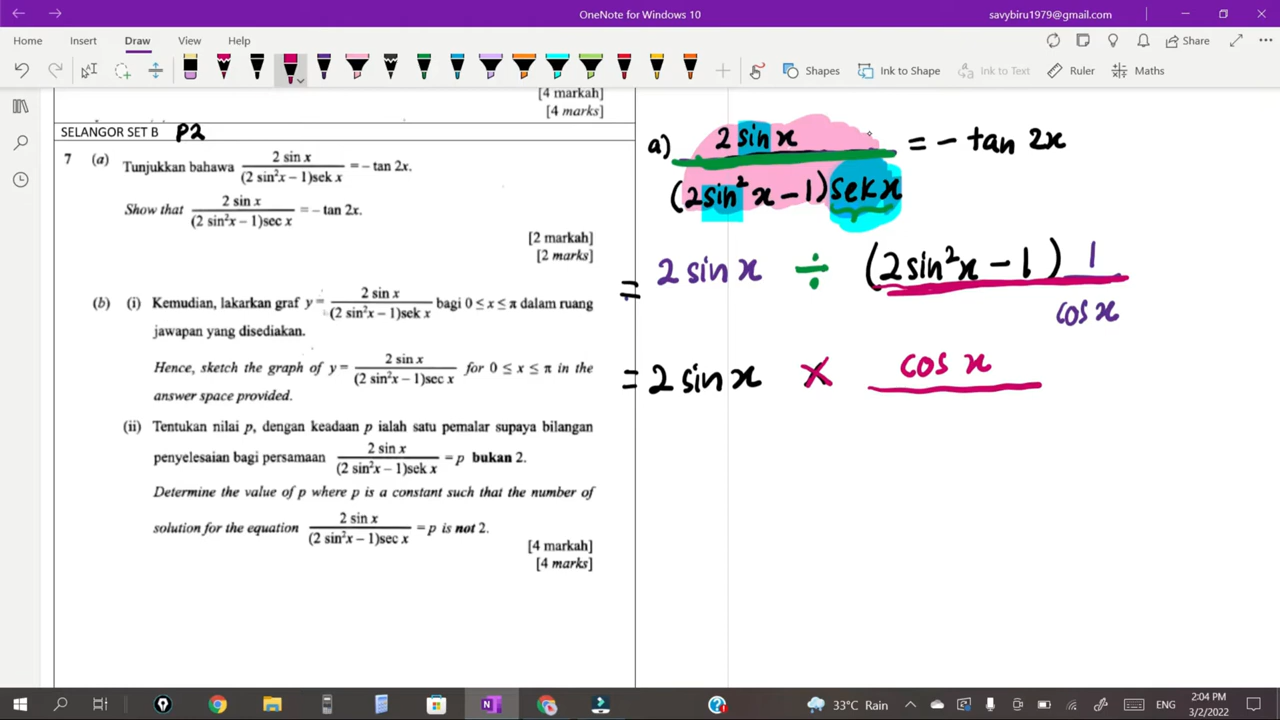 OneNote for Windows 10
savybiru1979@gmail.com
Home Insert Draw View Help
Share
Shapes Ink to Shape Ink to Text Ruler Maths
[4 markah]
[4 marks]
SELANGOR SET B P2
7 (a) Tunjukkan bahawa 2 sin x / (2 sin²x − 1)sek x = − tan 2x.
Show that 2 sin x / (2 sin²x − 1)sec x = − tan 2x.
[2 markah]
[2 marks]
(b) (i) Kemudian, lakarkan graf y = 2 sin x / (2 sin²x − 1)sek x bagi 0 ≤ x ≤ π dalam ruang
jawapan yang disediakan.
Hence, sketch the graph of y = 2 sin x / (2 sin²x − 1)sec x for 0 ≤ x ≤ π in the
answer space provided.
(ii) Tentukan nilai p, dengan keadaan p ialah satu pemalar supaya bilangan
penyelesaian bagi persamaan 2 sin x / (2 sin²x − 1)sek x = p bukan 2.
Determine the value of p where p is a constant such that the number of
solution for the equation 2 sin x / (2 sin²x − 1)sec x = p is not 2.
[4 markah]
[4 marks]
a) 2 sin x / (2 sin² x − 1) sek x = − tan 2x
= 2 sin x ÷ (2 sin² x − 1) 1 / cos x
= 2 sin x × cos x
33°C Rain
ENG
2:04 PM
3/2/2022